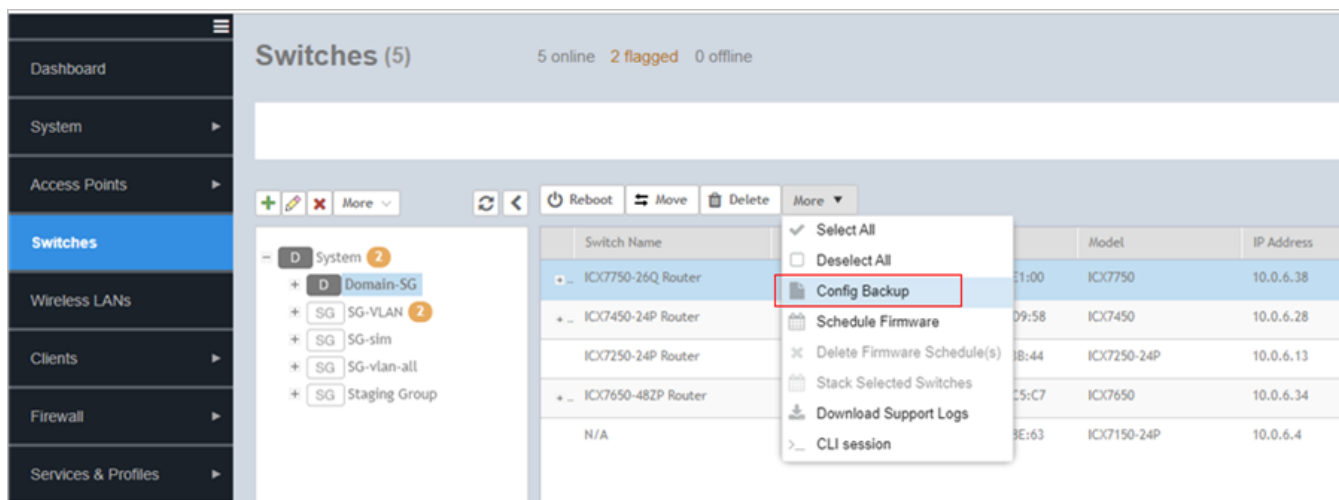 Dashboard
System
Access Points
Switches
Wireless LANs
Clients
Firewall
Services & Profiles
Switches (5)
5 online 2 flagged 0 offline
More
D System 2
D Domain-SG
SG SG-VLAN 2
SG SG-sim
SG SG-vlan-all
SG Staging Group
Reboot Move Delete More
Select All
Deselect All
Config Backup
Schedule Firmware
Delete Firmware Schedule(s)
Stack Selected Switches
Download Support Logs
CLI session
Switch Name Model IP Address
ICX7750-26Q Router E1:00 ICX7750 10.0.6.38
ICX7450-24P Router 09:58 ICX7450 10.0.6.28
ICX7250-24P Router :44 ICX7250-24P 10.0.6.13
ICX7650-48ZP Router C5:C7 ICX7650 10.0.6.34
N/A 8E:63 ICX7150-24P 10.0.6.4